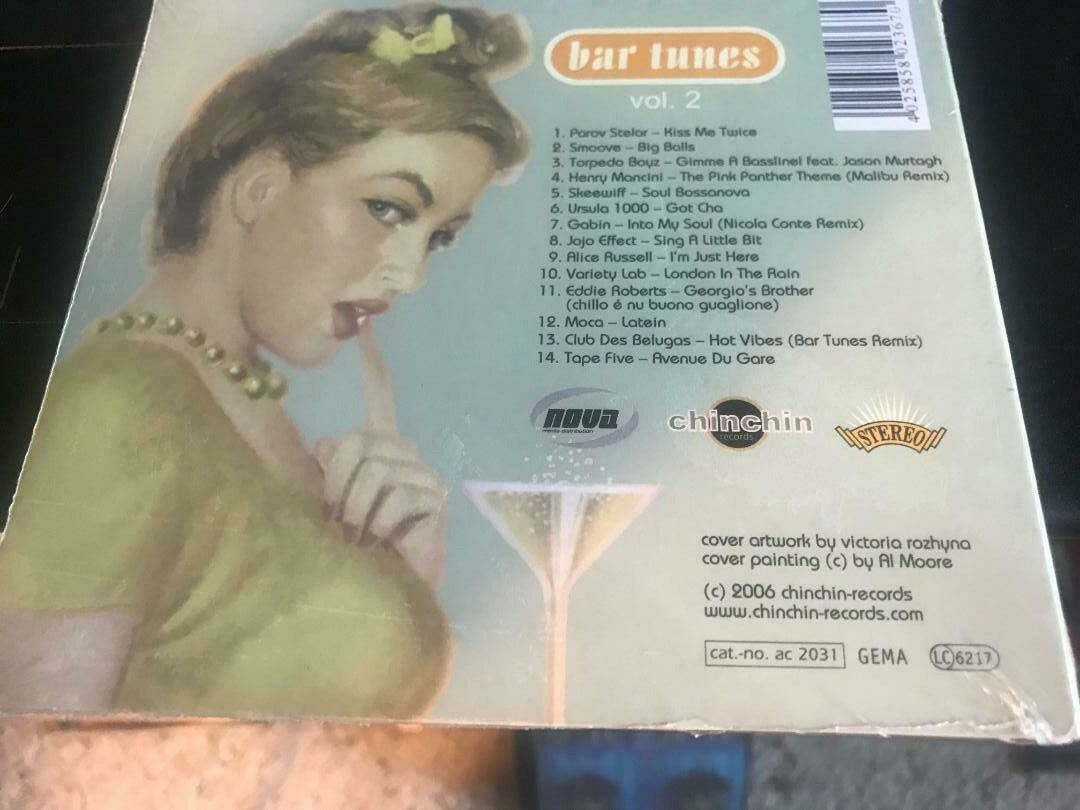 bar tunes
vol. 2
4025858023670
1. Parov Stelar – Kiss Me Twice
2. Smoove – Big Balls
3. Torpedo Boyz – Gimme A Bassline! feat. Jason Murtagh
4. Henry Mancini – The Pink Panther Theme (Malibu Remix)
5. Skeewiff – Soul Bossanova
6. Ursula 1000 – Got Cha
7. Gabin – Into My Soul (Nicola Conte Remix)
8. Jojo Effect – Sing A Little Bit
9. Alice Russell – I'm Just Here
10. Variety Lab – London In The Rain
11. Eddie Roberts – Georgio's Brother
(chillo é nu buono guaglione)
12. Moca – Latein
13. Club Des Belugas – Hot Vibes (Bar Tunes Remix)
14. Tape Five – Avenue Du Gare
nova
media distribution
chinchin
records
STEREO
cover artwork by victoria rozhyna
cover painting (c) by Al Moore
(c) 2006 chinchin-records
www.chinchin-records.com
cat.-no. ac 2031 GEMA LC 6217